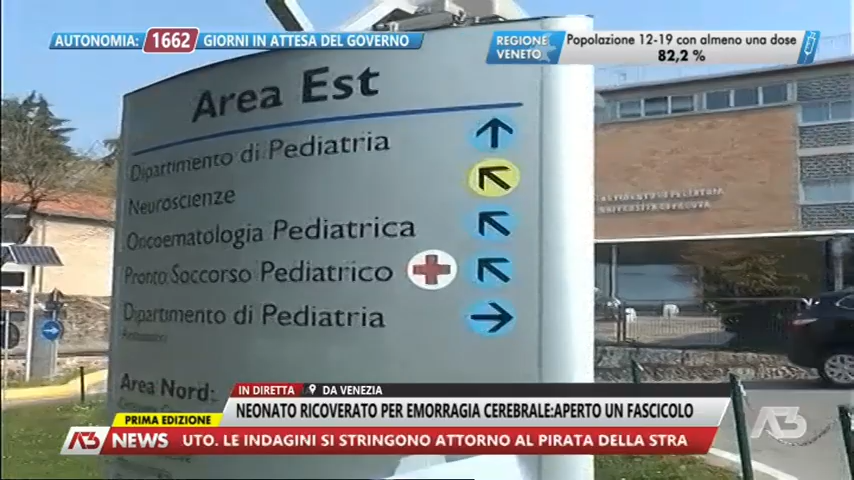 AUTONOMIA: 1662 GIORNI IN ATTESA DEL GOVERNO
REGIONE VENETO
Popolazione 12-19 con almeno una dose
82,2 %
Area Est
Dipartimento di Pediatria
Neuroscienze
Oncoematologia Pediatrica
Pronto Soccorso Pediatrico
Dipartimento di Pediatria
Area Nord:
IN DIRETTA DA VENEZIA
NEONATO RICOVERATO PER EMORRAGIA CEREBRALE:APERTO UN FASCICOLO
PRIMA EDIZIONE
A3 NEWS UTO. LE INDAGINI SI STRINGONO ATTORNO AL PIRATA DELLA STRA
A3